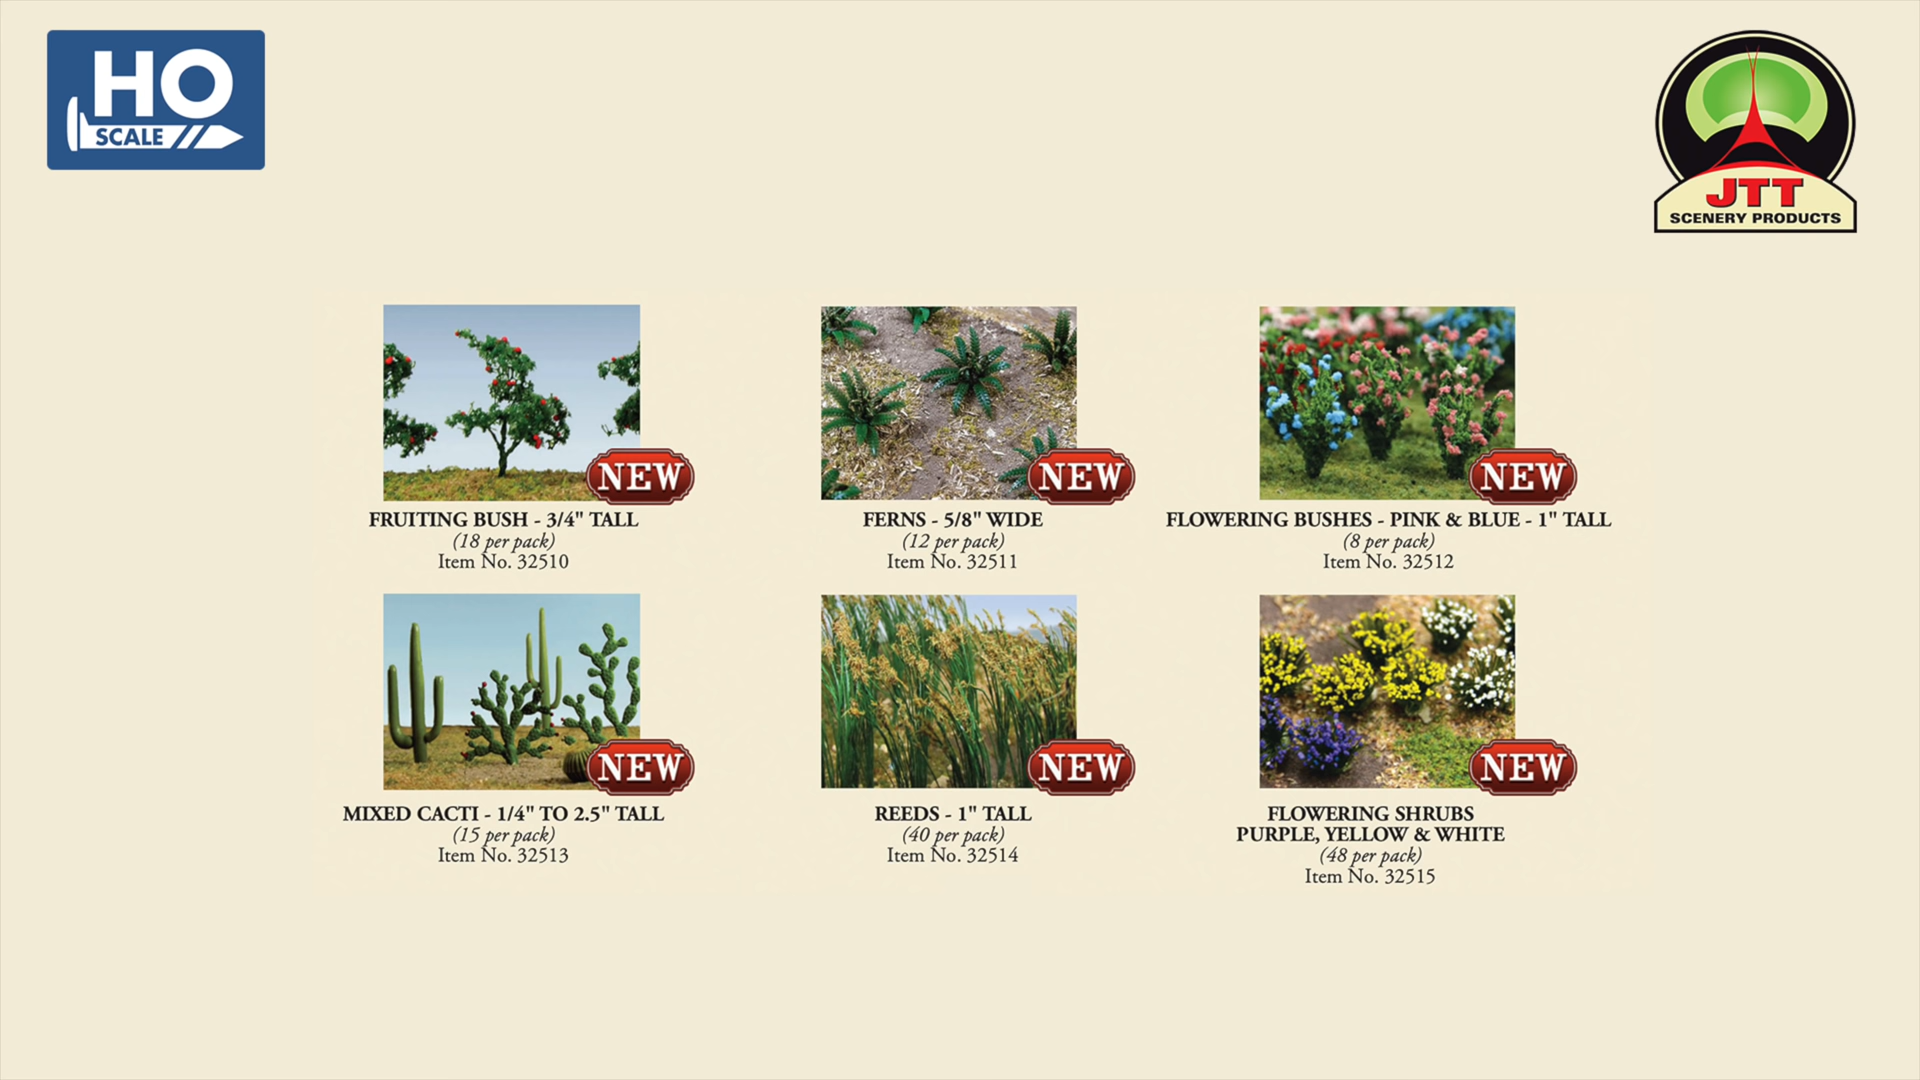 HO
SCALE
JTT
SCENERY PRODUCTS
NEW
FRUITING BUSH - 3/4" TALL
(18 per pack)
Item No. 32510
NEW
FERNS - 5/8" WIDE
(12 per pack)
Item No. 32511
NEW
FLOWERING BUSHES - PINK & BLUE - 1" TALL
(8 per pack)
Item No. 32512
NEW
MIXED CACTI - 1/4" TO 2.5" TALL
(15 per pack)
Item No. 32513
NEW
REEDS - 1" TALL
(40 per pack)
Item No. 32514
NEW
FLOWERING SHRUBS
PURPLE, YELLOW & WHITE
(48 per pack)
Item No. 32515